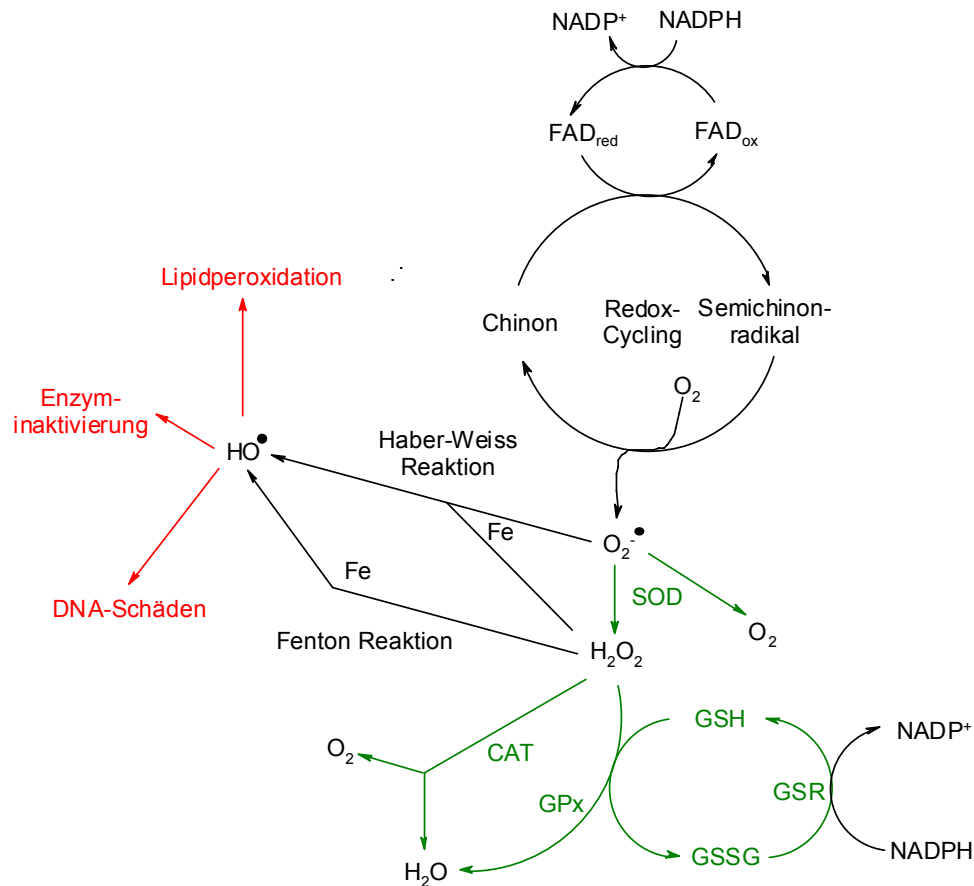 NADP⁺ NADPH
FAD_red FAD_ox
Lipidperoxidation
Chinon
Redox-
Cycling
Semichinon-
radikal
O₂
Enzym-
inaktivierung
HO•
Haber-Weiss
Reaktion
Fe
O₂⁻•
Fe
SOD
DNA-Schäden
O₂
Fenton Reaktion
H₂O₂
GSH
NADP⁺
O₂
CAT
GPx
GSR
H₂O
GSSG
NADPH